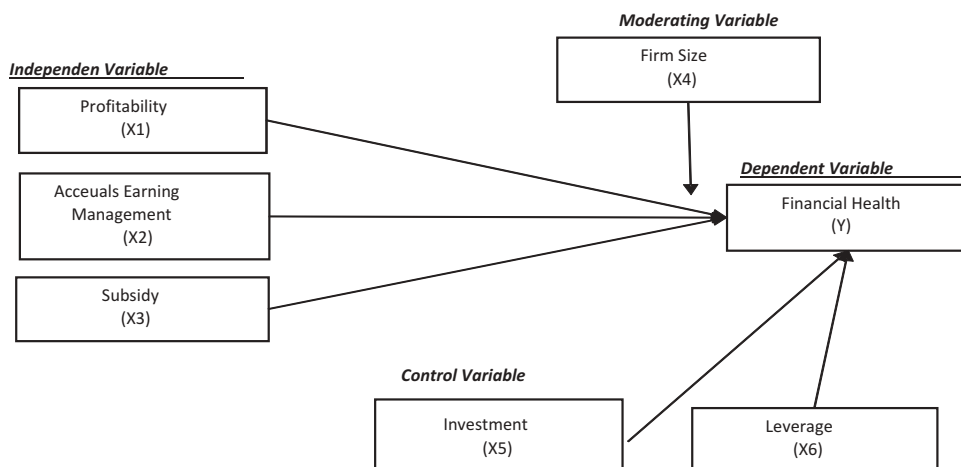 Moderating Variable
Firm Size
(X4)
Independen Variable
Profitability
(X1)
Acceuals Earning
Management
(X2)
Subsidy
(X3)
Dependent Variable
Financial Health
(Y)
Control Variable
Investment
(X5)
Leverage
(X6)